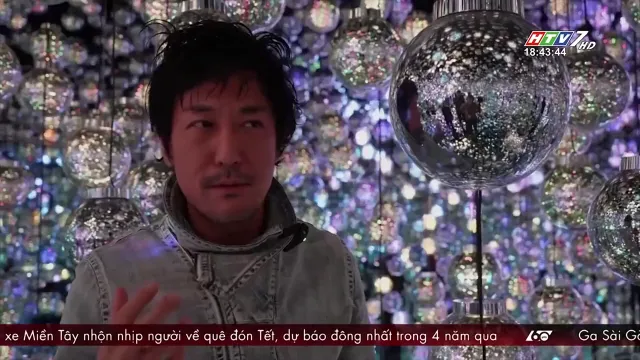 HTV7 HD
18:43:44
xe Miền Tây nhộn nhịp người về quê đón Tết, dự báo đông nhất trong 4 năm qua 60 Ga Sài G